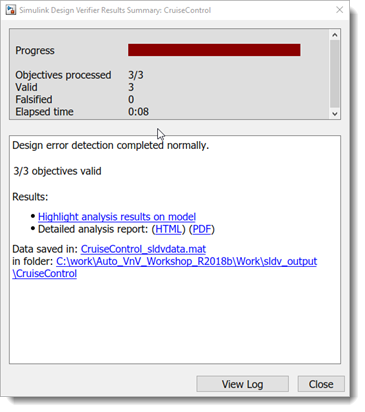 Simulink Design Verifier Results Summary: CruiseControl
Progress
Objectives processed 3/3
Valid 3
Falsified 0
Elapsed time 0:08
Design error detection completed normally.
3/3 objectives valid
Results:
• Highlight analysis results on model
• Detailed analysis report: (HTML) (PDF)
Data saved in: CruiseControl_sldvdata.mat
in folder: C:\work\Auto_VnV_Workshop_R2018b\Work\sldv_output
\CruiseControl
View Log Close